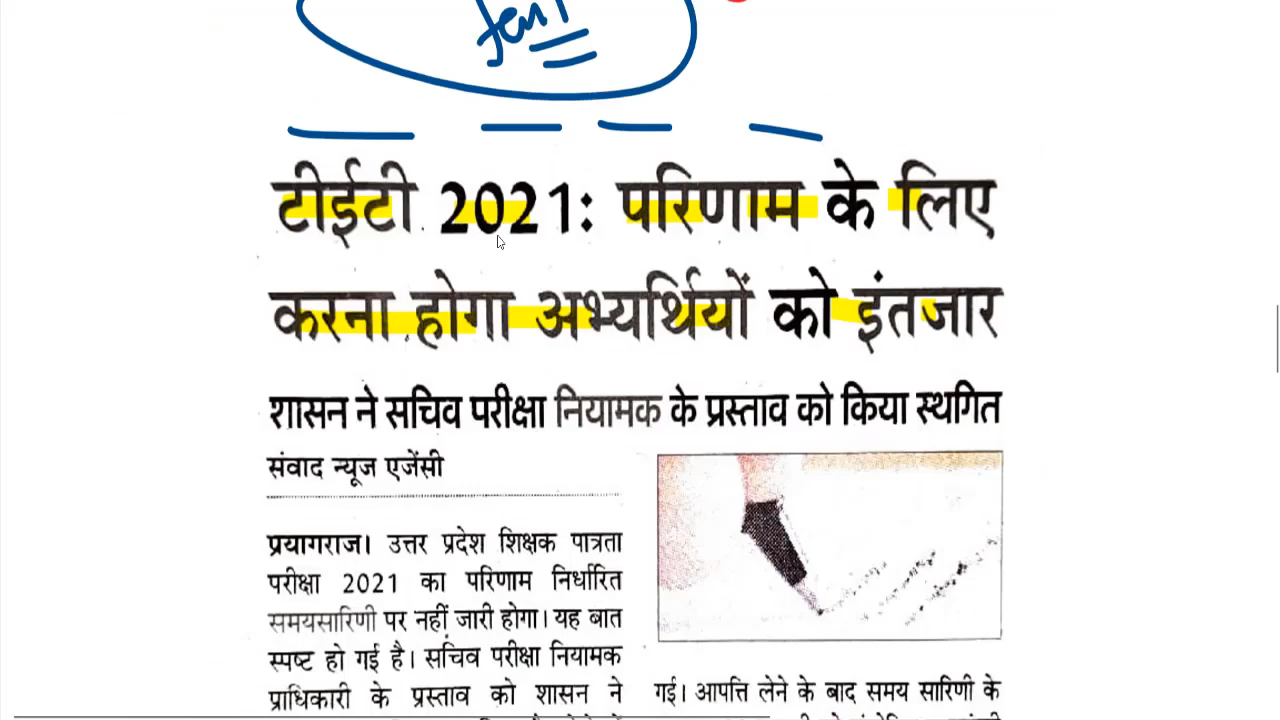 टीईटी 2021: परिणाम के लिए
करना होगा अभ्यर्थियों को इंतजार
शासन ने सचिव परीक्षा नियामक के प्रस्ताव को किया स्थगित
संवाद न्यूज एजेंसी
प्रयागराज। उत्तर प्रदेश शिक्षक पात्रता
परीक्षा 2021 का परिणाम निर्धारित
समयसारिणी पर नहीं जारी होगा। यह बात
स्पष्ट हो गई है। सचिव परीक्षा नियामक
प्राधिकारी के प्रस्ताव को शासन ने
गई। आपत्ति लेने के बाद समय सारिणी के